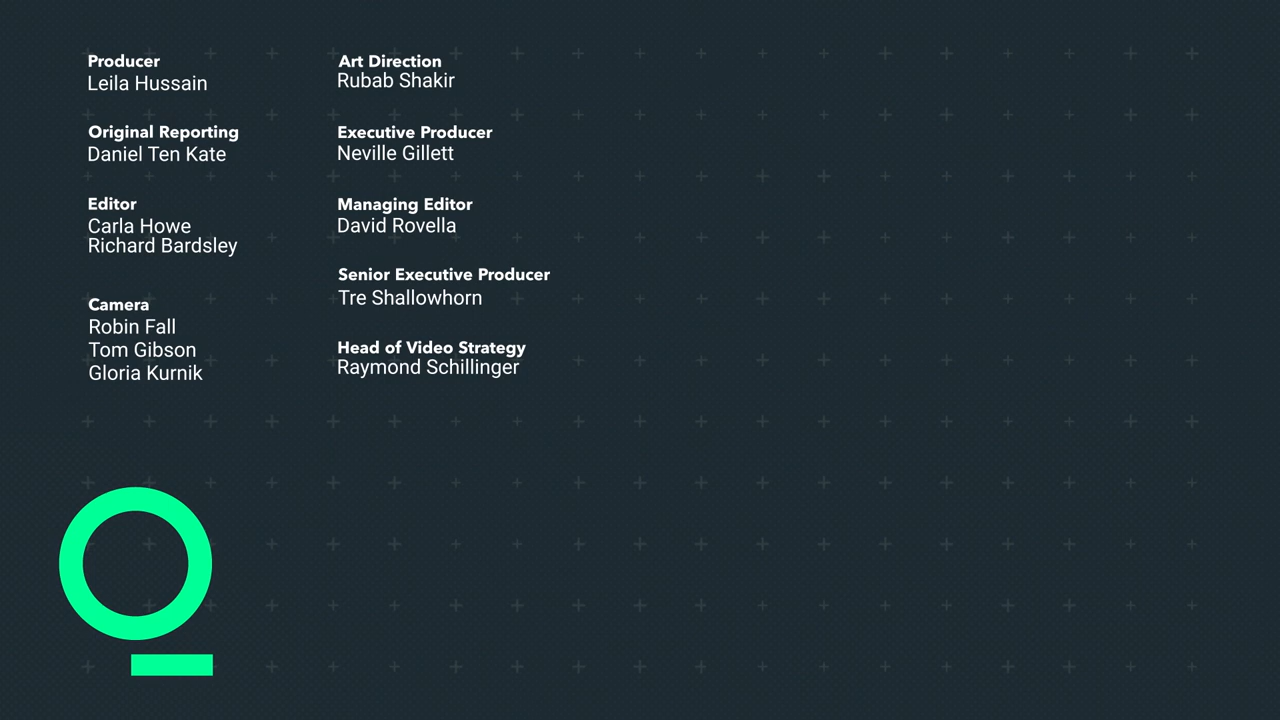 Producer
Leila Hussain
Original Reporting
Daniel Ten Kate
Editor
Carla Howe
Richard Bardsley
Camera
Robin Fall
Tom Gibson
Gloria Kurnik
Art Direction
Rubab Shakir
Executive Producer
Neville Gillett
Managing Editor
David Rovella
Senior Executive Producer
Tre Shallowhorn
Head of Video Strategy
Raymond Schillinger